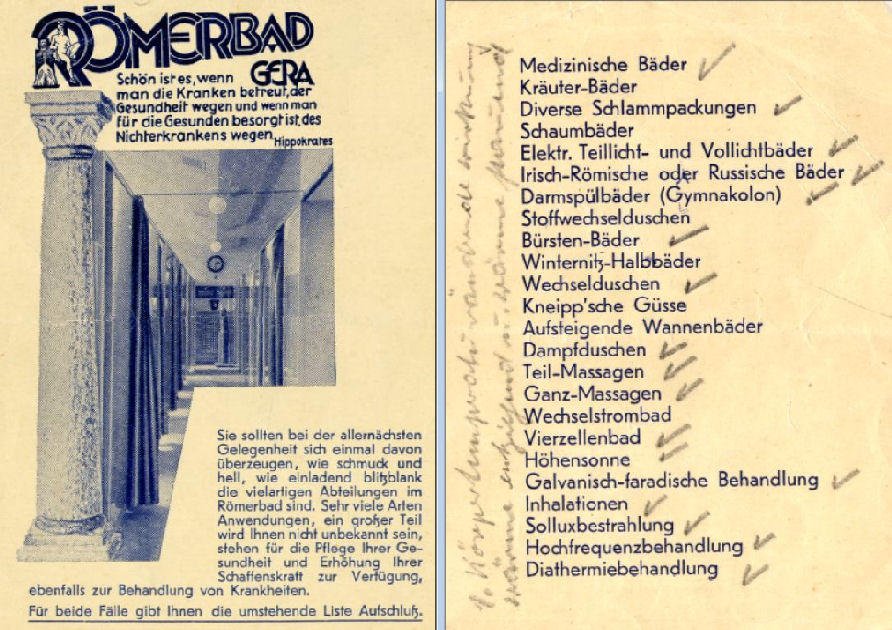 RÖMERBAD
GERA
Schön ist es, wenn
man die Kranken betreut, der
Gesundheit wegen und wenn man
für die Gesunden besorgt ist, des
Nichterkrankens wegen.
Hippokrates
Sie sollten bei der allernächsten
Gelegenheit sich einmal davon
überzeugen, wie schmuck und
hell, wie einladend blitzblank
die vielartigen Abteilungen im
Römerbad sind. Sehr viele Arten
Anwendungen, ein großer Teil
wird Ihnen nicht unbekannt sein,
stehen für die Pflege Ihrer Ge-
sundheit und Erhöhung Ihrer
Schaffenskraft zur Verfügung,
ebenfalls zur Behandlung von Krankheiten.
Für beide Fälle gibt Ihnen die umstehende Liste Aufschluß.
Medizinische Bäder
Kräuter-Bäder
Diverse Schlammpackungen
Schaumbäder
Elektr. Teillicht- und Vollichtbäder
Irisch-Römische oder Russische Bäder
Darmspülbäder (Gymnakolon)
Stoffwechselduschen
Bürsten-Bäder
Winternitz-Halbbäder
Wechselduschen
Kneipp'sche Güsse
Aufsteigende Wannenbäder
Dampfduschen
Teil-Massagen
Ganz-Massagen
Wechselstrombad
Vierzellenbad
Höhensonne
Galvanisch-faradische Behandlung
Inhalationen
Solluxbestrahlung
Hochfrequenzbehandlung
Diathermiebehandlung
wärme entziehend u. wärme